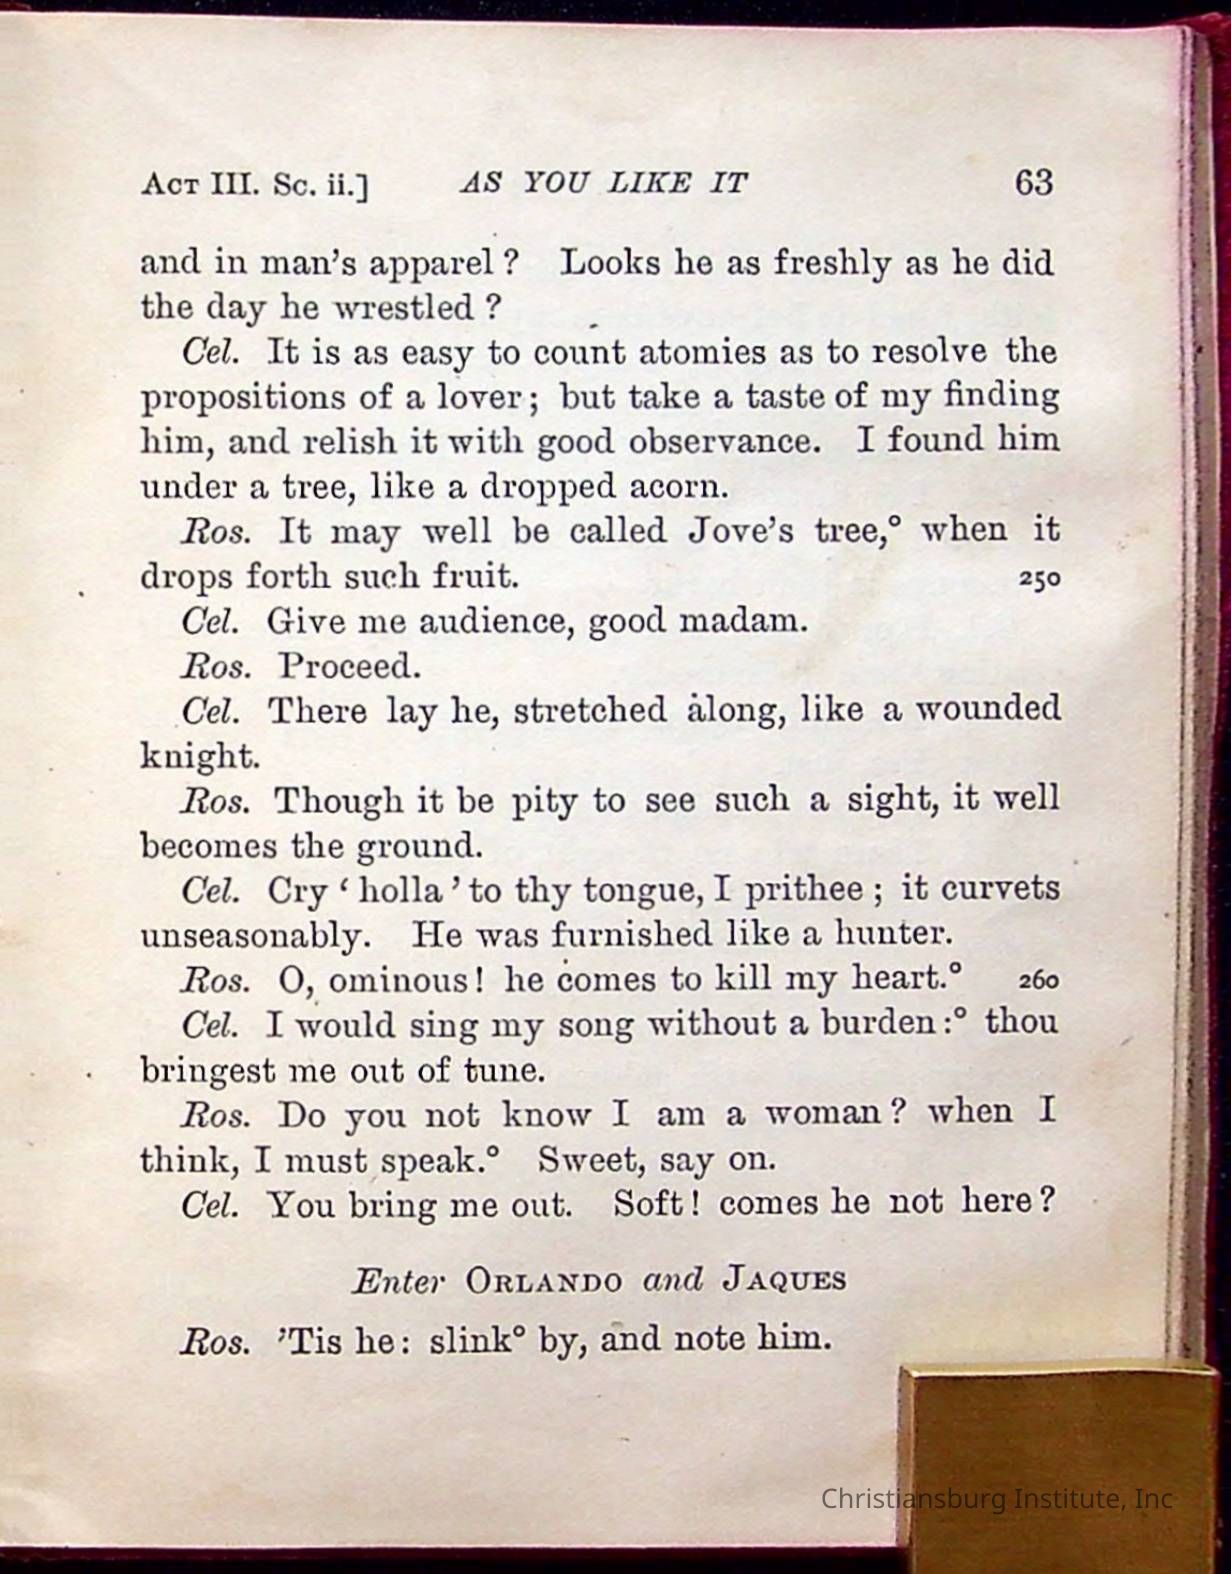 ACT III. Sc. ii.] AS YOU LIKE IT 63
and in man's apparel? Looks he as freshly as he did
the day he wrestled?
Cel. It is as easy to count atomies as to resolve the
propositions of a lover; but take a taste of my finding
him, and relish it with good observance. I found him
under a tree, like a dropped acorn.
Ros. It may well be called Jove's tree,° when it
drops forth such fruit. 250
Cel. Give me audience, good madam.
Ros. Proceed.
Cel. There lay he, stretched along, like a wounded
knight.
Ros. Though it be pity to see such a sight, it well
becomes the ground.
Cel. Cry ‘holla’ to thy tongue, I prithee; it curvets
unseasonably. He was furnished like a hunter.
Ros. O, ominous! he comes to kill my heart.° 260
Cel. I would sing my song without a burden:° thou
bringest me out of tune.
Ros. Do you not know I am a woman? when I
think, I must speak.° Sweet, say on.
Cel. You bring me out. Soft! comes he not here?
Enter ORLANDO and JAQUES
Ros. 'Tis he: slink° by, and note him.
Christiansburg Institute, Inc